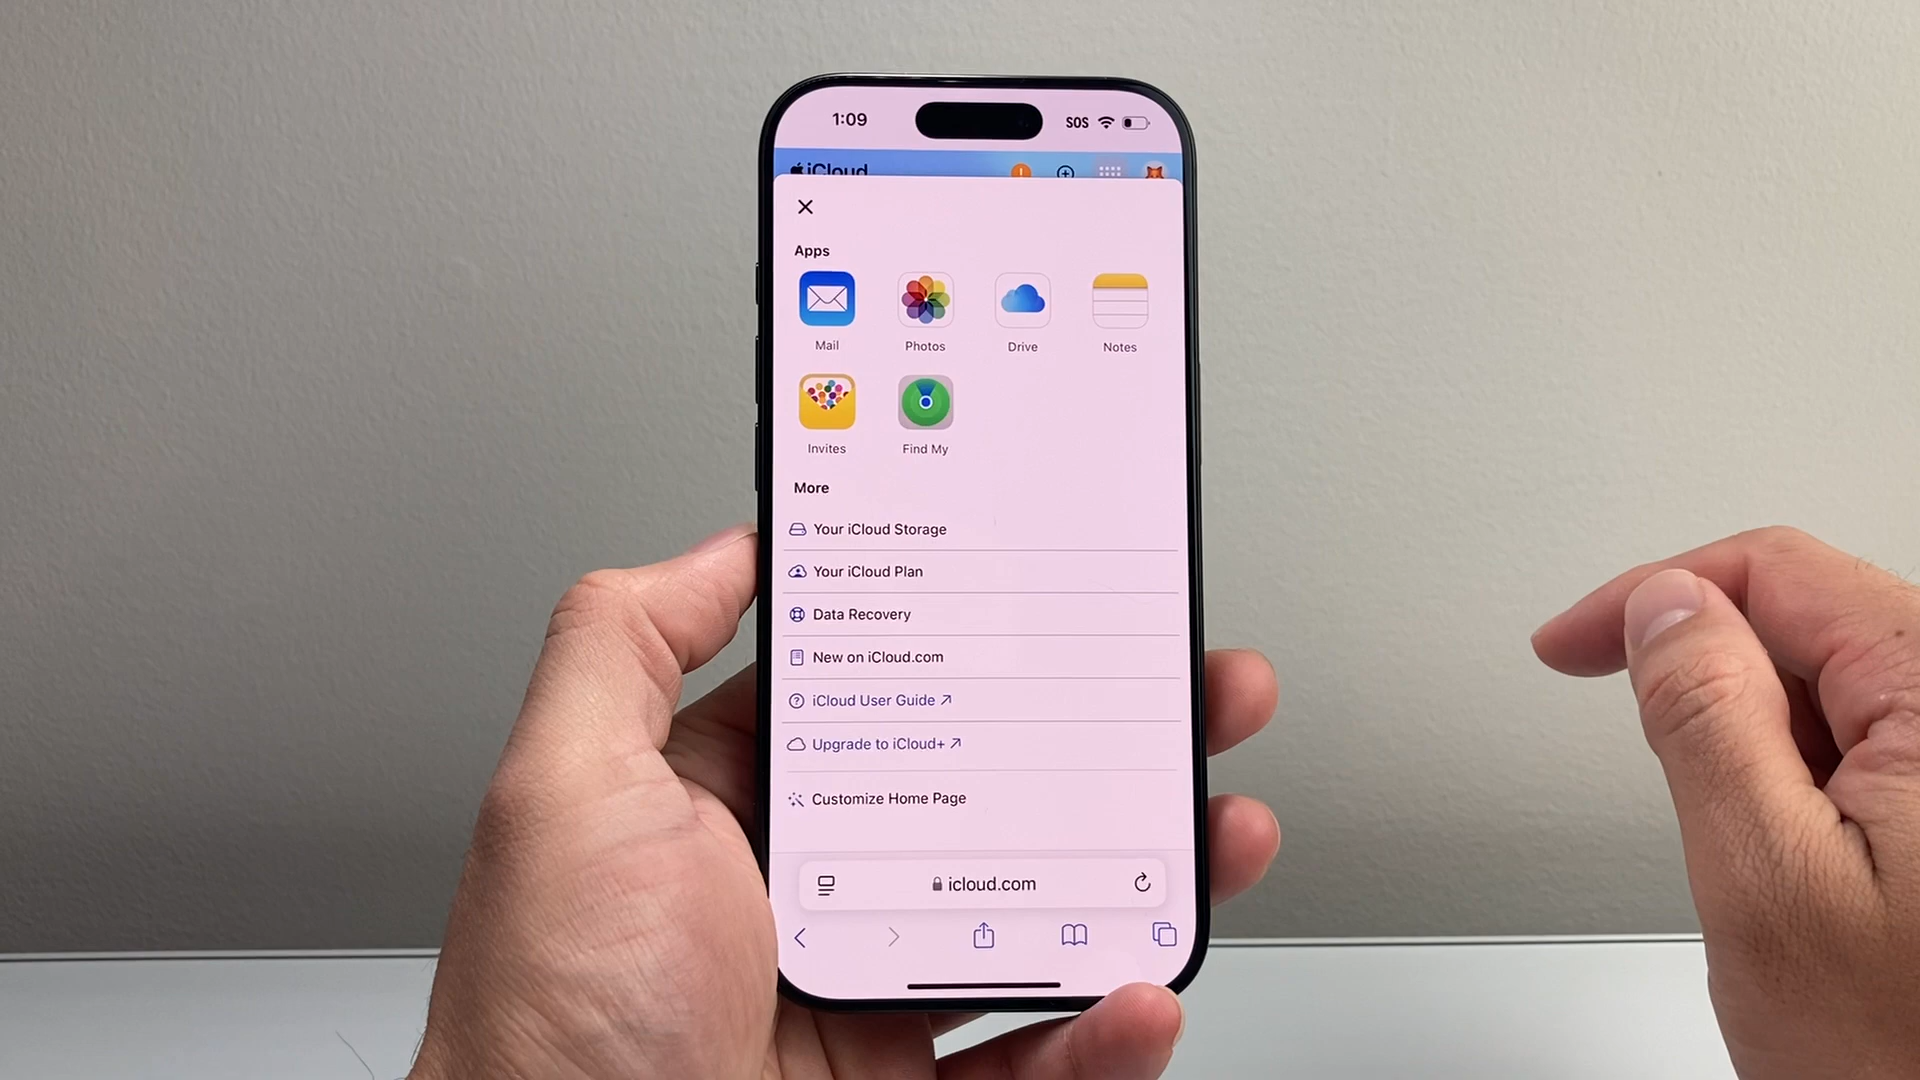 1:09 SOS
iCloud
Apps
Mail Photos Drive Notes
Invites Find My
More
Your iCloud Storage
Your iCloud Plan
Data Recovery
New on iCloud.com
iCloud User Guide
Upgrade to iCloud+
Customize Home Page
icloud.com